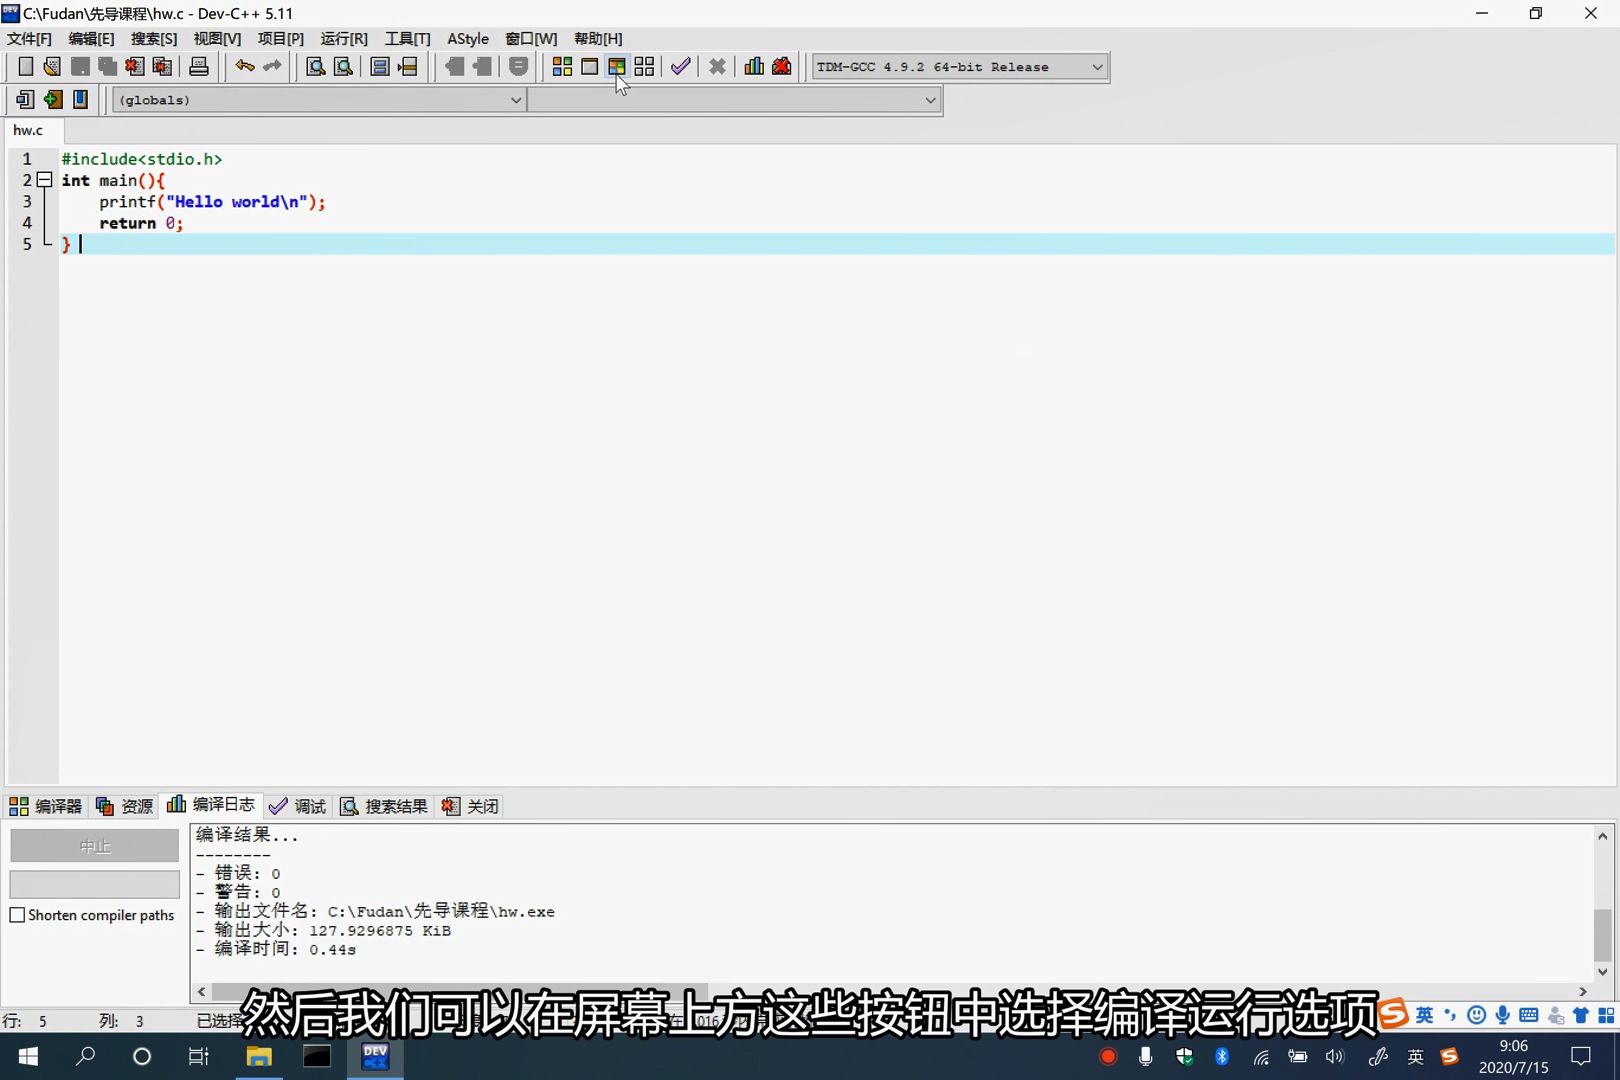 C:\Fudan\先导课程\hw.c - Dev-C++ 5.11
文件[F] 编辑[E] 搜索[S] 视图[V] 项目[P] 运行[R] 工具[T] AStyle 窗口[W] 帮助[H]
TDM-GCC 4.9.2 64-bit Release
(globals)
hw.c
1 #include<stdio.h>
2 int main(){
3 printf("Hello world\n");
4 return 0;
5 }
编译器 资源 编译日志 调试 搜索结果 关闭
中止
Shorten compiler paths
编译结果...
--------
- 错误: 0
- 警告: 0
- 输出文件名: C:\Fudan\先导课程\hw.exe
- 输出大小: 127.9296875 KiB
- 编译时间: 0.44s
然后我们可以在屏幕上方这些按钮中选择编译运行选项
行: 5 列: 3 已选择
英
DEV C++
英
9:06
2020/7/15